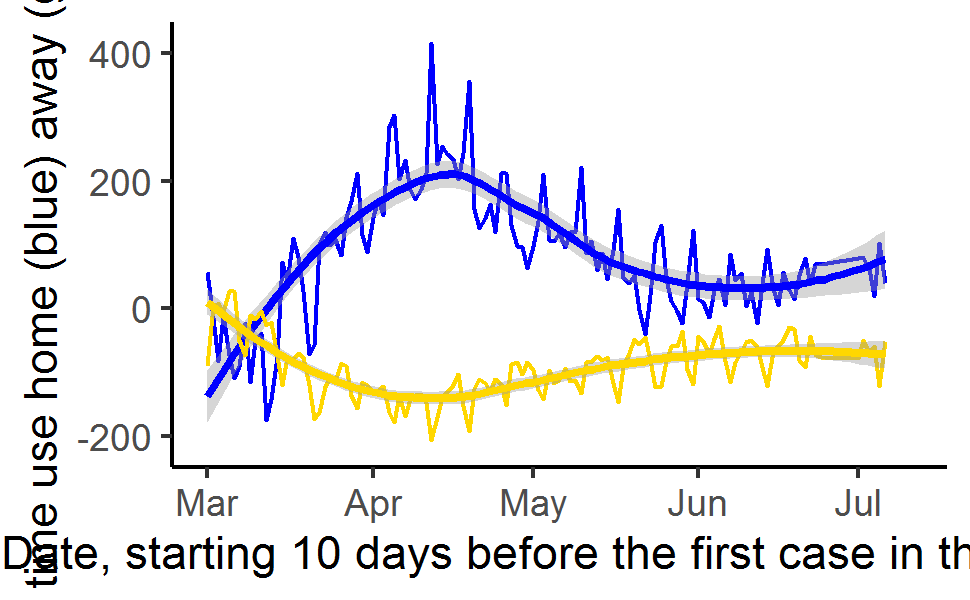 time use home (blue) away (
400
200
0
-200
Mar Apr May Jun Jul
Date, starting 10 days before the first case in th